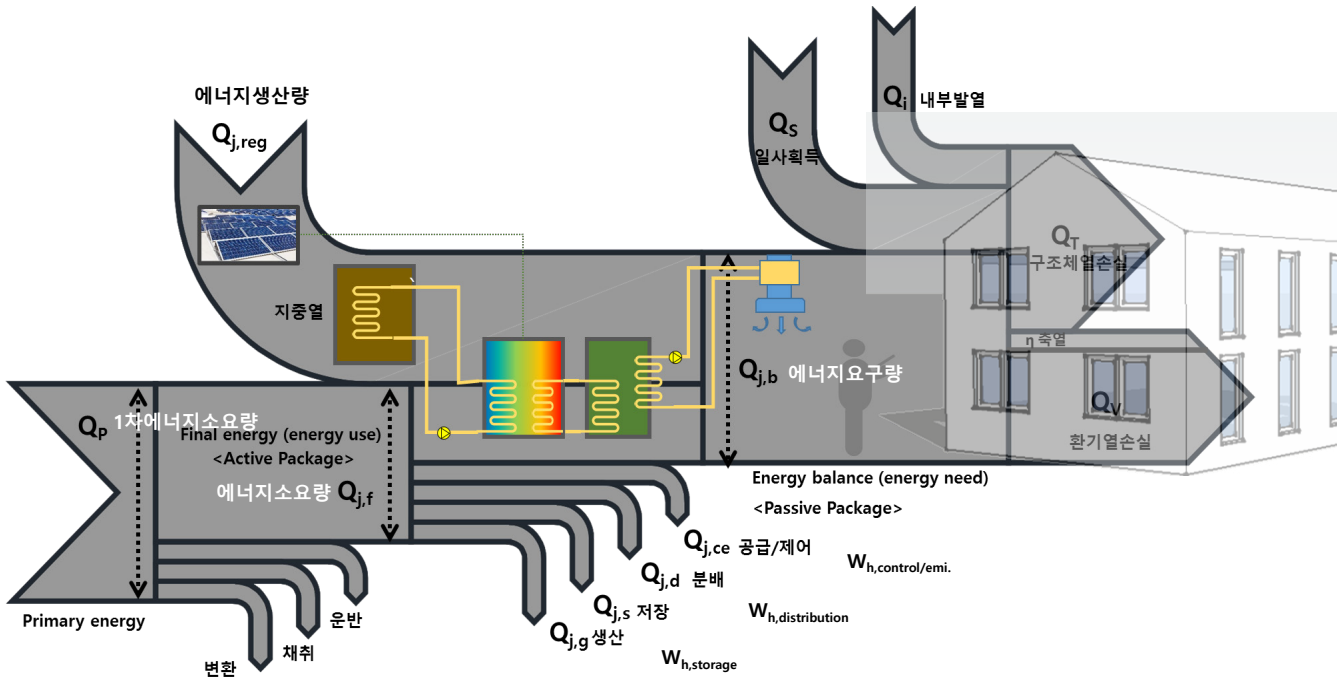 에너지생산량
Qj,reg
Qi 내부발열
QS
일사획득
QT
구조체열손실
지중열
η 축열
Qj,b 에너지요구량
QV
환기열손실
QP 1차에너지소요량
Final energy (energy use)
<Active Package>
에너지소요량 Qj,f
Energy balance (energy need)
<Passive Package>
Qj,ce 공급/제어
Wh,control/emi.
Qj,d 분배
Qj,s 저장
Wh,distribution
Qj,g 생산
Wh,storage
Primary energy
운반
채취
변환